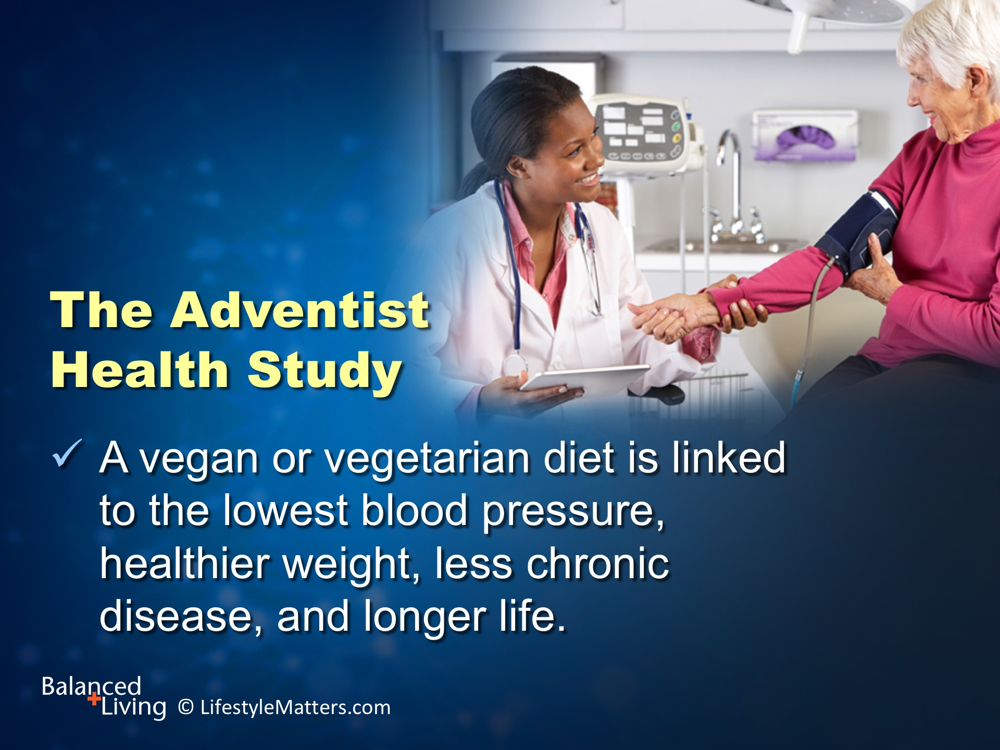 The Adventist
Health Study
✓ A vegan or vegetarian diet is linked
to the lowest blood pressure,
healthier weight, less chronic
disease, and longer life.
Balanced
Living © LifestyleMatters.com